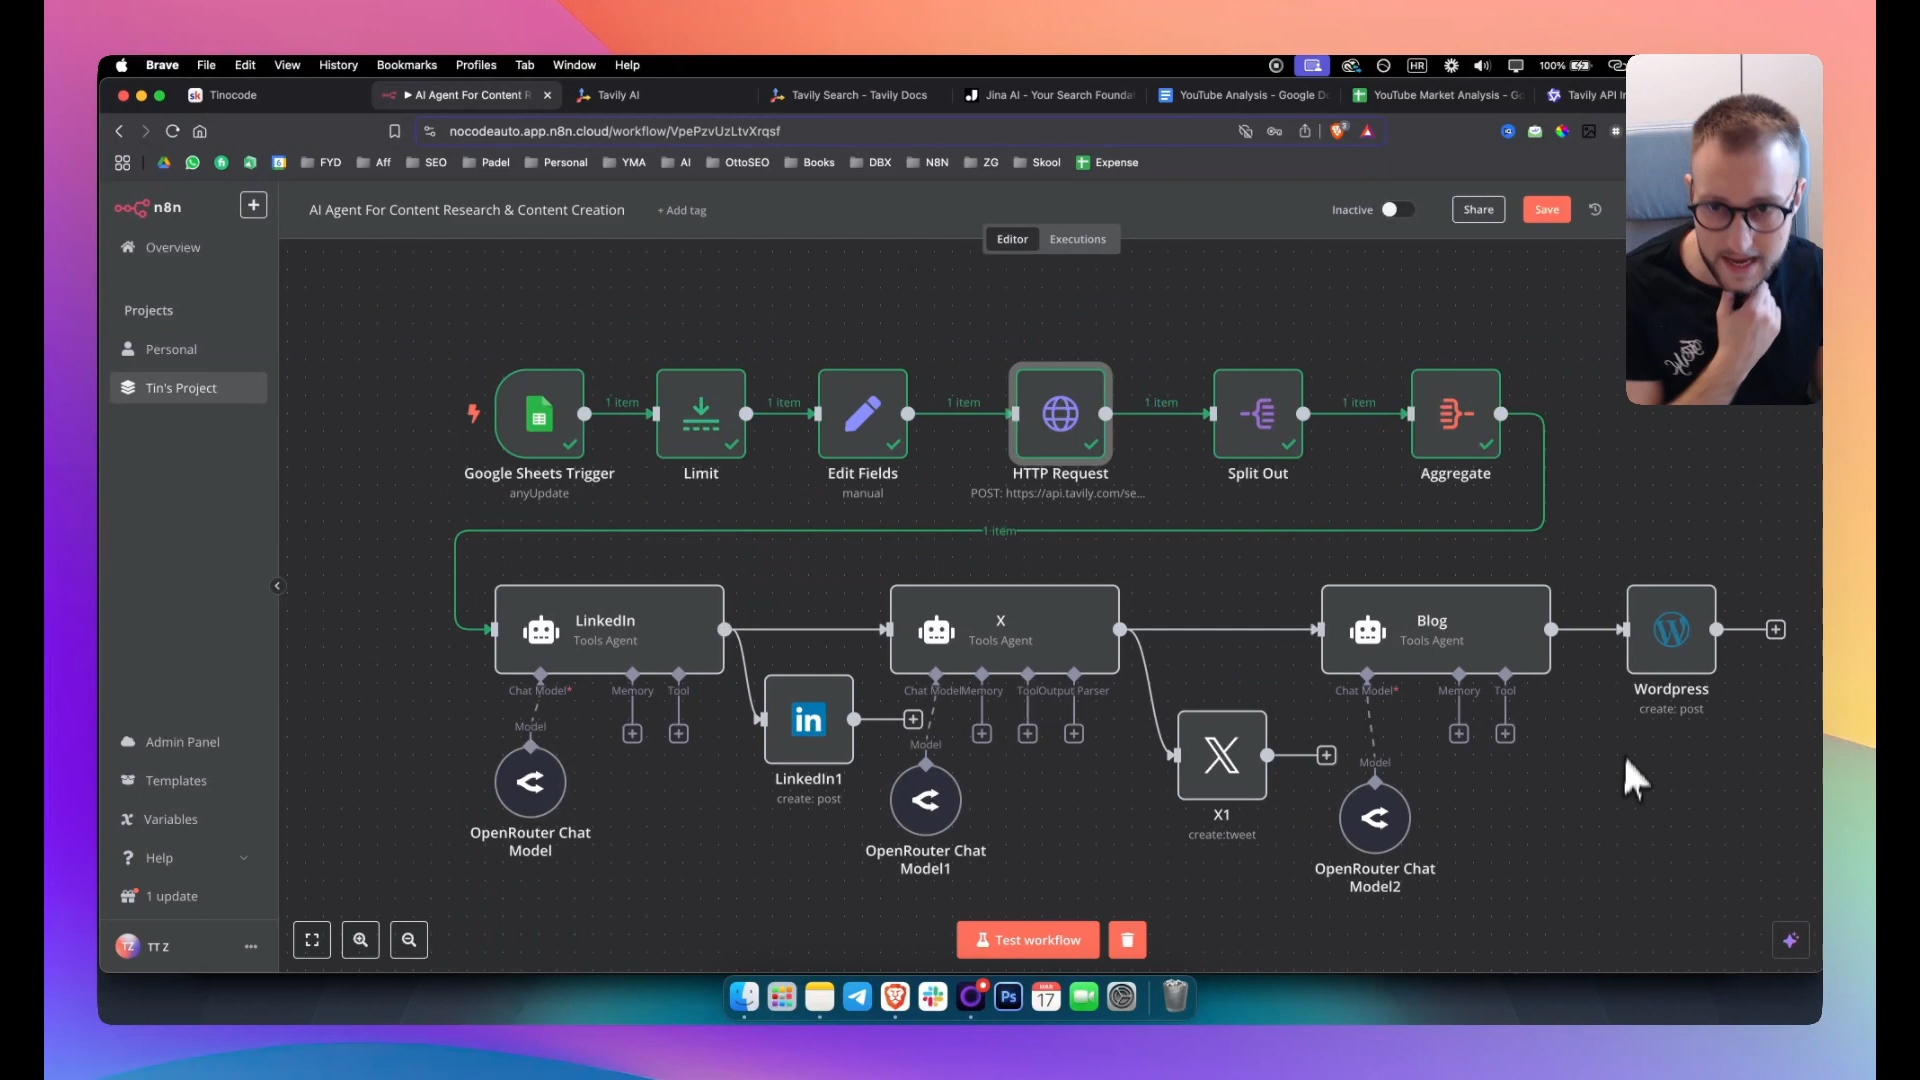 Brave File Edit View History Bookmarks Profiles Tab Window Help
HR 100%
sk Tinocode
AI Agent For Content R
Tavily AI
Tavily Search - Tavily Docs
Jina AI - Your Search Founda
YouTube Analysis - Google Do
YouTube Market Analysis - Go
Tavily API In
nocodeauto.app.n8n.cloud/workflow/VpePzvUzLtvXrqsf
FYD Aff SEO Padel Personal YMA AI OttoSEO Books DBX N8N ZG Skool Expense
n8n
AI Agent For Content Research & Content Creation
+ Add tag
Inactive
Share
Save
Editor Executions
Overview
Projects
Personal
Tin's Project
1 item 1 item 1 item 1 item 1 item
Google Sheets Trigger
anyUpdate
Limit
Edit Fields
manual
HTTP Request
POST: https://api.tavily.com/se...
Split Out
Aggregate
1 item
LinkedIn
Tools Agent
X
Tools Agent
Blog
Tools Agent
Chat Model* Memory Tool
Chat Model Memory Tool Output Parser
Chat Model* Memory Tool
Wordpress
create: post
Model
Model
Model
in
LinkedIn1
create: post
X1
create:tweet
OpenRouter Chat
Model
OpenRouter Chat
Model1
OpenRouter Chat
Model2
Admin Panel
Templates
Variables
Help
1 update
TZ TT Z
Test workflow
Ps
MAR
17